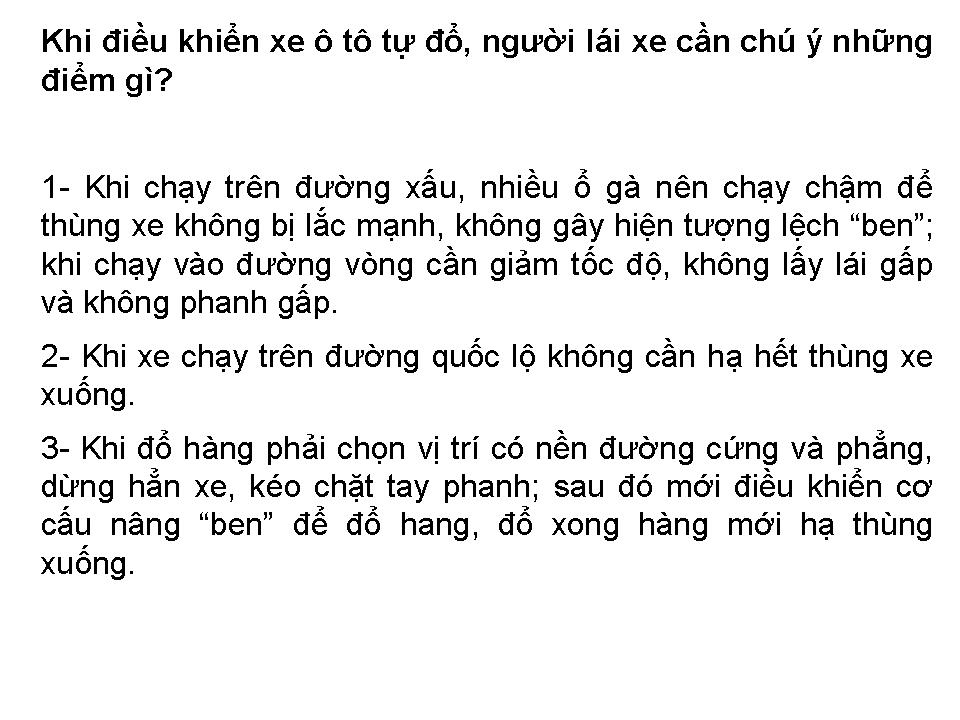 Khi điều khiển xe ô tô tự đổ, người lái xe cần chú ý những
điểm gì?
1- Khi chạy trên đường xấu, nhiều ổ gà nên chạy chậm để
thùng xe không bị lắc mạnh, không gây hiện tượng lệch “ben”;
khi chạy vào đường vòng cần giảm tốc độ, không lấy lái gấp
và không phanh gấp.
2- Khi xe chạy trên đường quốc lộ không cần hạ hết thùng xe
xuống.
3- Khi đổ hàng phải chọn vị trí có nền đường cứng và phẳng,
dừng hẳn xe, kéo chặt tay phanh; sau đó mới điều khiển cơ
cấu nâng “ben” để đổ hang, đổ xong hàng mới hạ thùng
xuống.